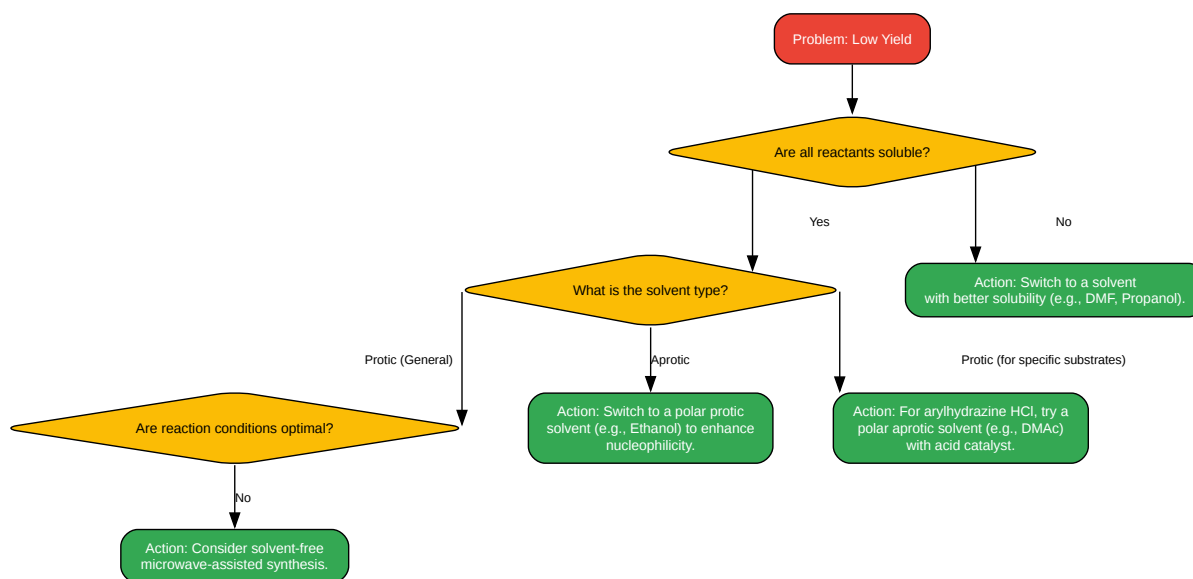 Problem: Low Yield
Are all reactants soluble?
Yes
No
What is the solvent type?
Action: Switch to a solvent
with better solubility (e.g., DMF, Propanol).
Protic (General)
Aprotic
Protic (for specific substrates)
Are reaction conditions optimal?
Action: Switch to a polar protic
solvent (e.g., Ethanol) to enhance
nucleophilicity.
Action: For arylhydrazine HCl, try a
polar aprotic solvent (e.g., DMAc)
with acid catalyst.
No
Action: Consider solvent-free
microwave-assisted synthesis.